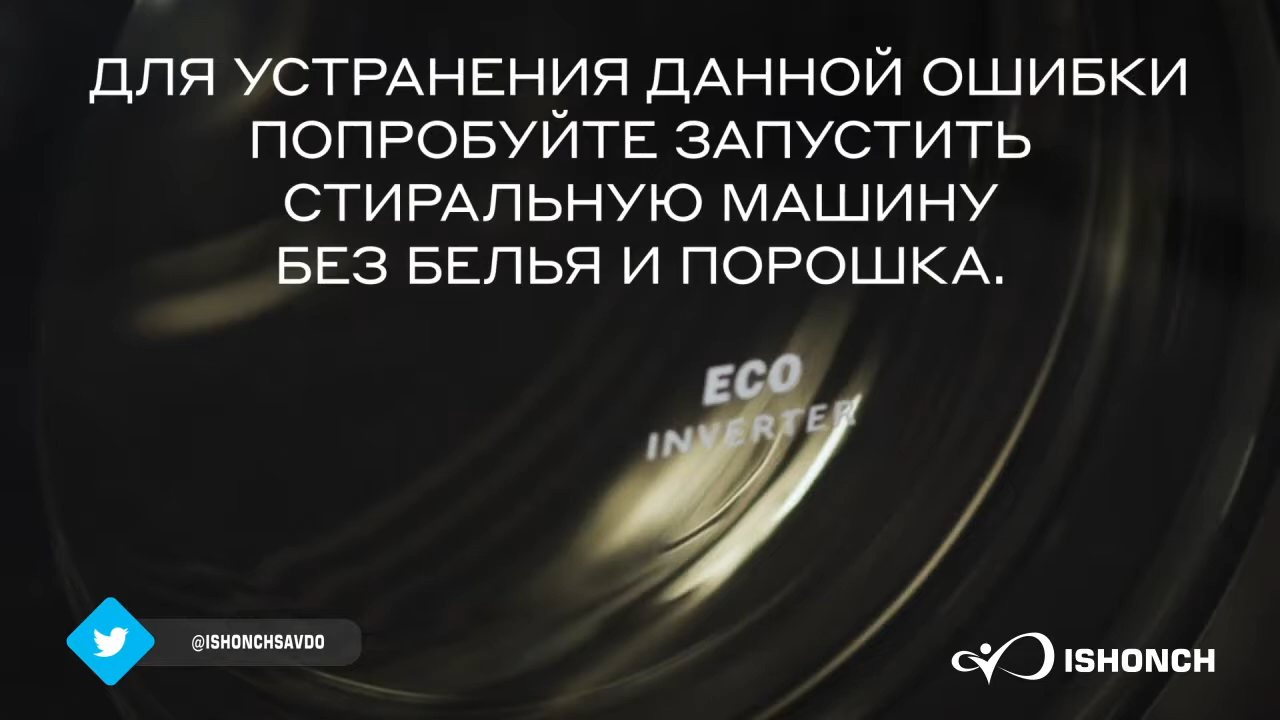 ДЛЯ УСТРАНЕНИЯ ДАННОЙ ОШИБКИ
ПОПРОБУЙТЕ ЗАПУСТИТЬ
СТИРАЛЬНУЮ МАШИНУ
БЕЗ БЕЛЬЯ И ПОРОШКА.
ECO
INVERTER
@ISHONCHSAVDO
ISHONCH